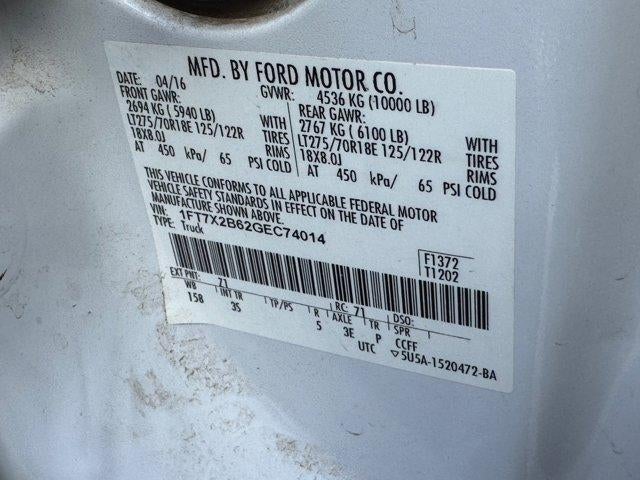 MFD. BY FORD MOTOR CO.
DATE: 04/16 GVWR: 4536 KG (10000 LB)
FRONT GAWR: REAR GAWR:
2694 KG ( 5940 LB) WITH 2767 KG ( 6100 LB) WITH
LT275/70R18E 125/122R TIRES LT275/70R18E 125/122R TIRES
18X8.0J RIMS 18X8.0J RIMS
AT 450 kPa/ 65 PSI COLD AT 450 kPa/ 65 PSI COLD
THIS VEHICLE CONFORMS TO ALL APPLICABLE FEDERAL MOTOR
VEHICLE SAFETY STANDARDS IN EFFECT ON THE DATE OF
MANUFACTURE SHOWN ABOVE.
VIN: 1FT7X2B62GEC74014
TYPE: Truck
F1372
T1202
EXT PNT: 71 RC: 71 DSO:
WB INT TR TP/PS R AXLE TR SPR
158 3S 5 3E P CCFF
UTC ▽5U5A-1520472-BA